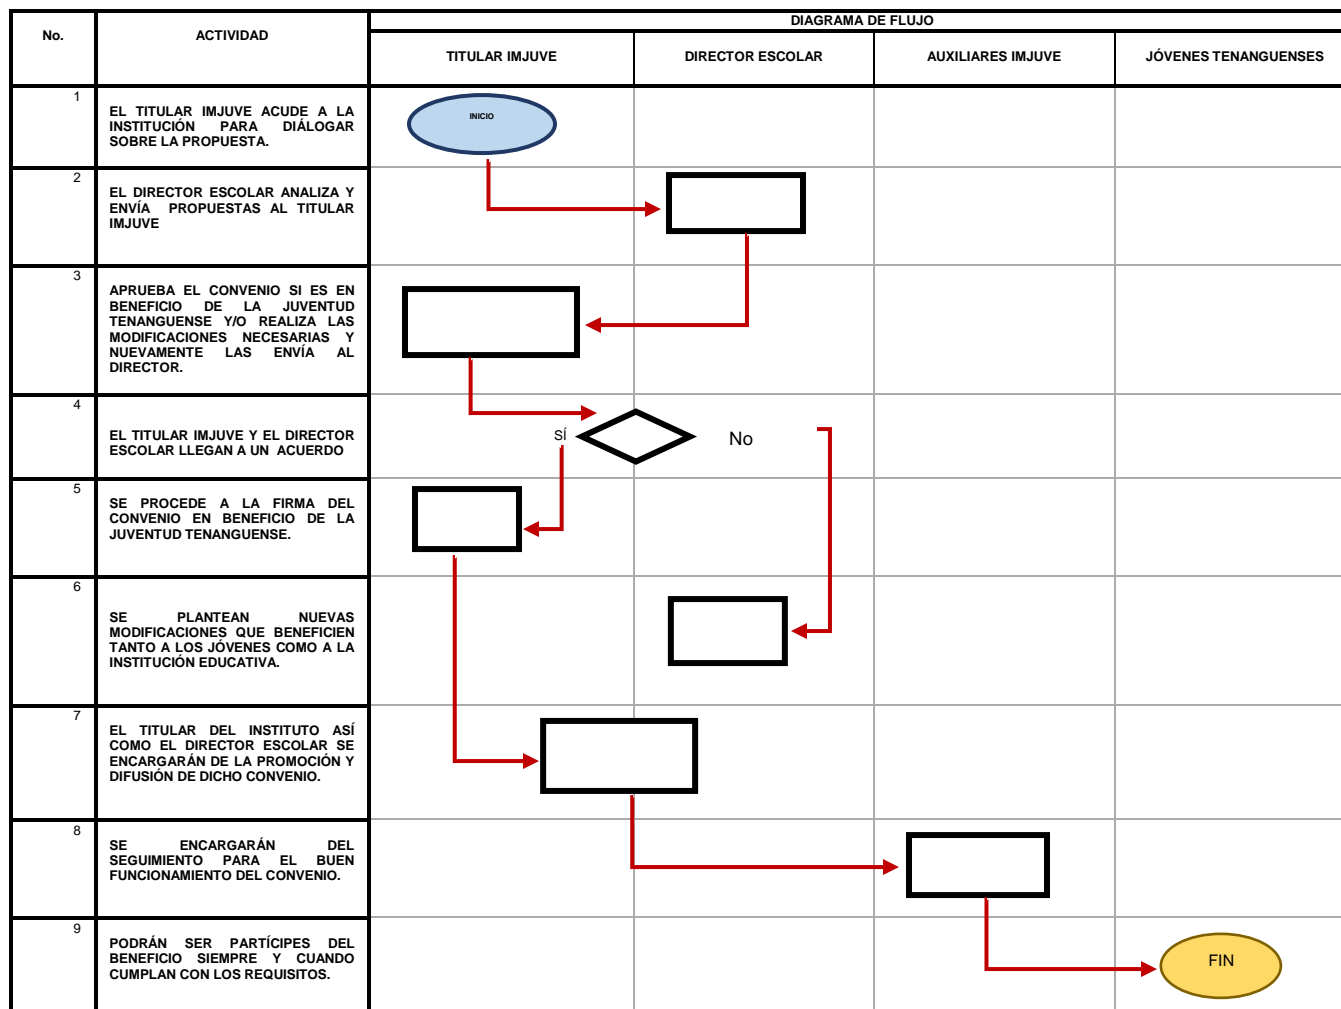 No.
ACTIVIDAD
DIAGRAMA DE FLUJO
TITULAR IMJUVE
DIRECTOR ESCOLAR
AUXILIARES IMJUVE
JÓVENES TENANGUENSES
1
EL TITULAR IMJUVE ACUDE A LA
INSTITUCIÓN PARA DIÁLOGAR
SOBRE LA PROPUESTA.
INICIO
2
EL DIRECTOR ESCOLAR ANALIZA Y
ENVÍA PROPUESTAS AL TITULAR
IMJUVE
3
APRUEBA EL CONVENIO SI ES EN
BENEFICIO DE LA JUVENTUD
TENANGUENSE Y/O REALIZA LAS
MODIFICACIONES NECESARIAS Y
NUEVAMENTE LAS ENVÍA AL
DIRECTOR.
4
EL TITULAR IMJUVE Y EL DIRECTOR
ESCOLAR LLEGAN A UN ACUERDO
SÍ
No
5
SE PROCEDE A LA FIRMA DEL
CONVENIO EN BENEFICIO DE LA
JUVENTUD TENANGUENSE.
6
SE PLANTEAN NUEVAS
MODIFICACIONES QUE BENEFICIEN
TANTO A LOS JÓVENES COMO A LA
INSTITUCIÓN EDUCATIVA.
7
EL TITULAR DEL INSTITUTO ASÍ
COMO EL DIRECTOR ESCOLAR SE
ENCARGARÁN DE LA PROMOCIÓN Y
DIFUSIÓN DE DICHO CONVENIO.
8
SE ENCARGARÁN DEL
SEGUIMIENTO PARA EL BUEN
FUNCIONAMIENTO DEL CONVENIO.
9
PODRÁN SER PARTÍCIPES DEL
BENEFICIO SIEMPRE Y CUANDO
CUMPLAN CON LOS REQUISITOS.
FIN